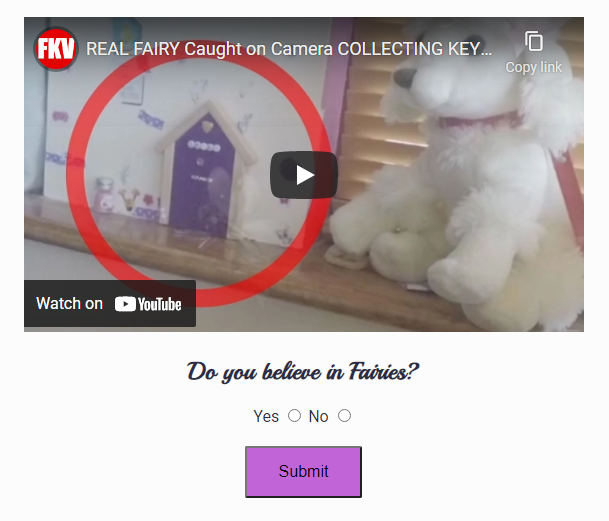 FKV REAL FAIRY Caught on Camera COLLECTING KEY...
Copy link
Watch on YouTube
Do you believe in Fairies?
Yes No
Submit